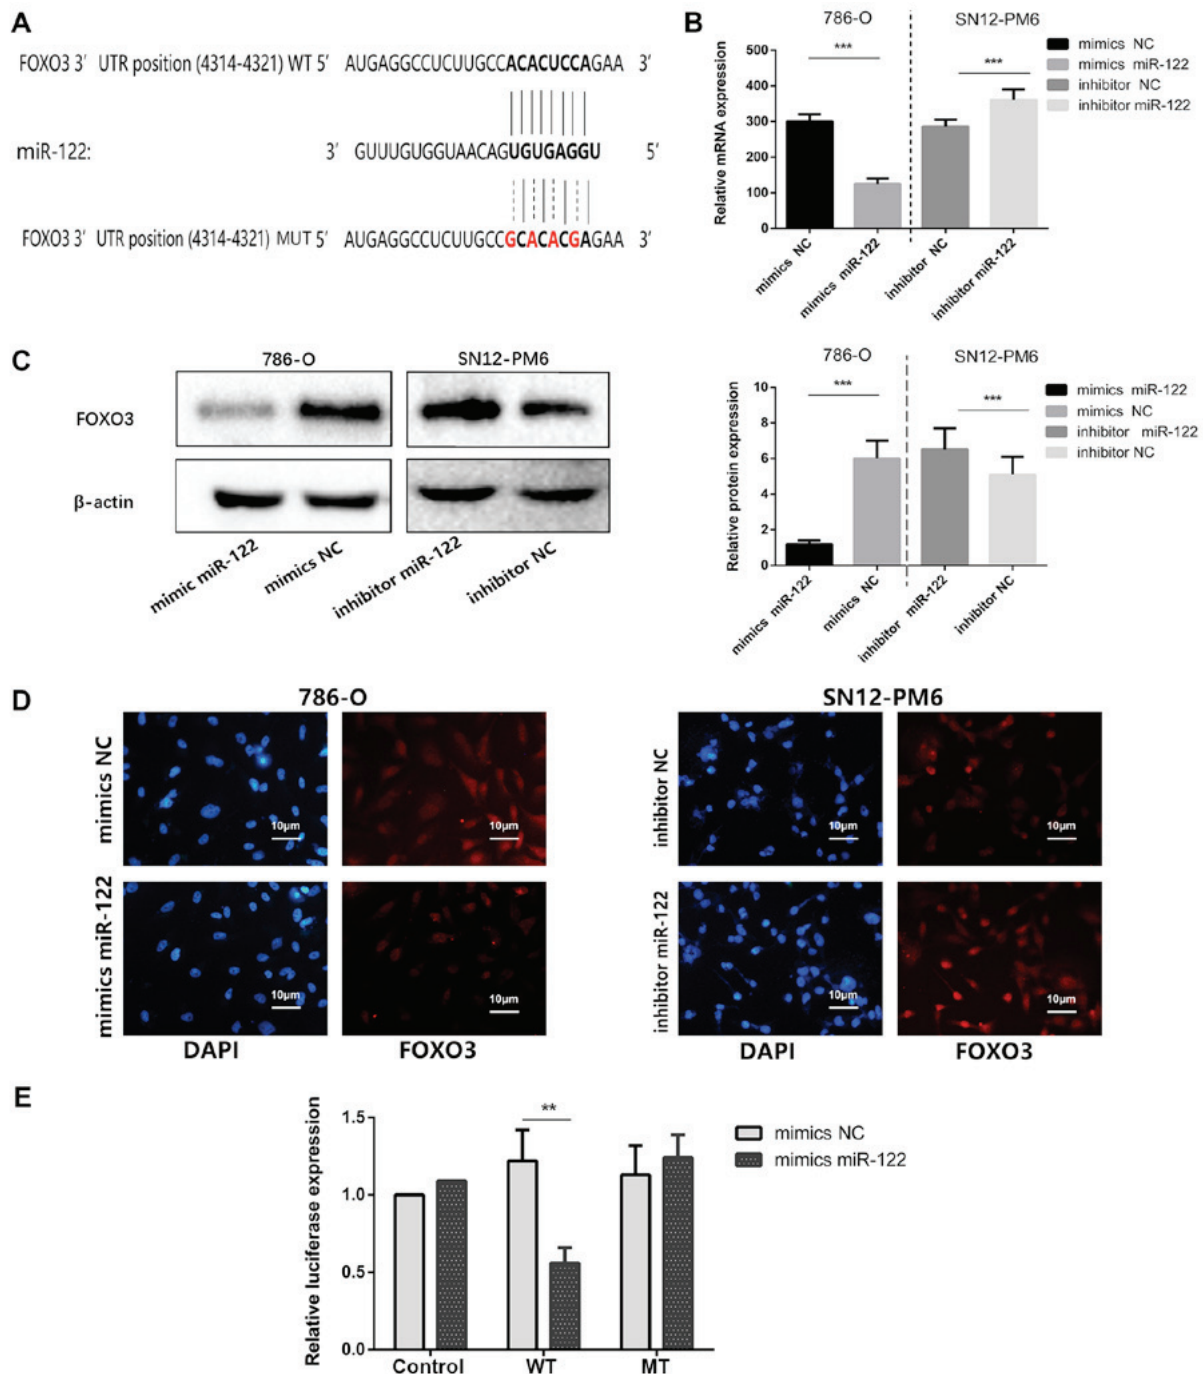 A
FOXO3 3′ UTR position (4314-4321) WT 5′ AUGAGGCCUCUUGCCACACUCCAGAA 3′
miR-122: 3′ GUUUGUGGUAACAGUGUGAGGU 5′
FOXO3 3′ UTR position (4314-4321) MUT 5′ AUGAGGCCUCUUGCCGCACACGAGAA 3′
B
786-O
SN12-PM6
***
***
Relative mRNA expression
500
400
300
200
100
0
mimics NC
mimics miR-122
inhibitor NC
inhibitor miR-122
mimics NC
mimics miR-122
inhibitor NC
inhibitor miR-122
C
786-O
SN12-PM6
FOXO3
β-actin
mimic miR-122
mimics NC
inhibitor miR-122
inhibitor NC
786-O
SN12-PM6
***
***
Relative protein expression
10
8
6
4
2
0
mimics miR-122
mimics NC
inhibitor miR-122
inhibitor NC
mimics miR-122
mimics NC
inhibitor miR-122
inhibitor NC
D
786-O
SN12-PM6
mimics NC
10μm
10μm
inhibitor NC
10μm
10μm
mimics miR-122
10μm
10μm
inhibitor miR-122
10μm
10μm
DAPI
FOXO3
DAPI
FOXO3
E
Relative luciferase expression
1.5
1.0
0.5
0.0
**
Control
WT
MT
mimics NC
mimics miR-122